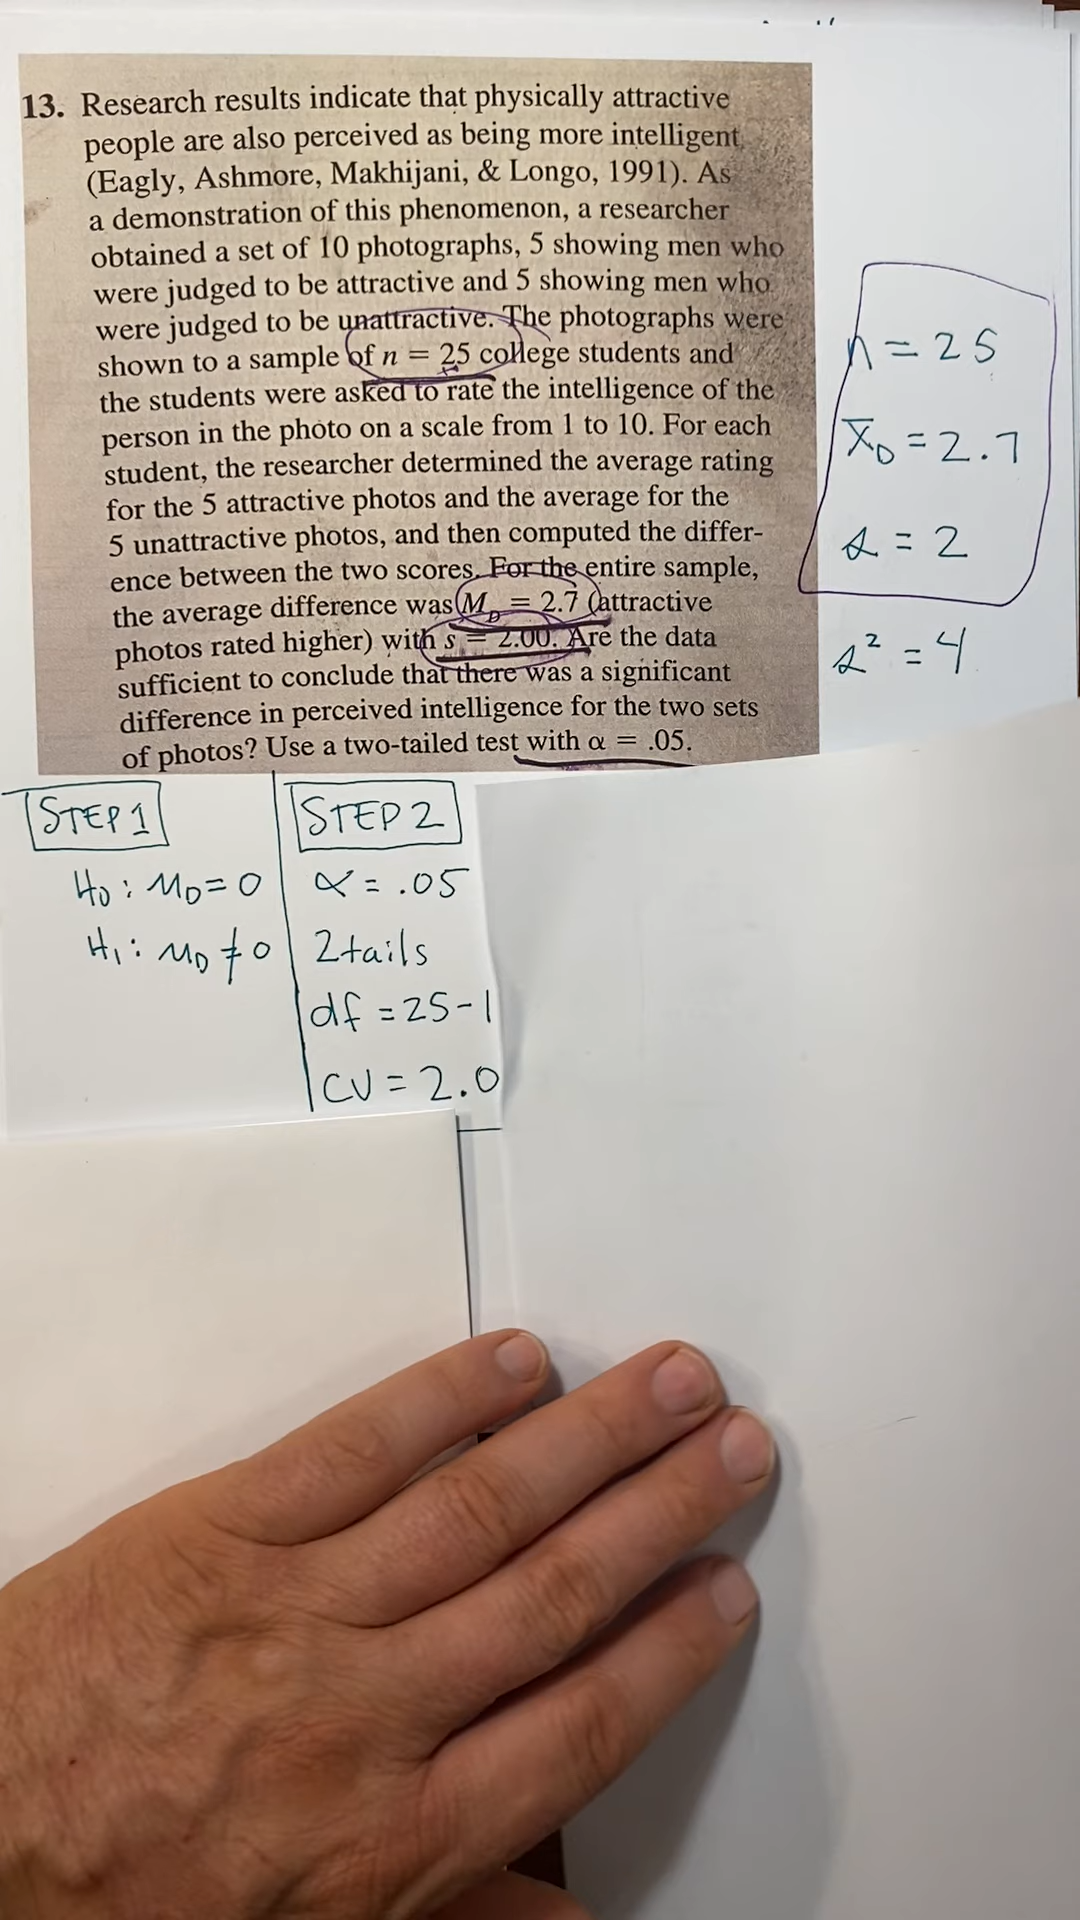 13. Research results indicate that physically attractive
people are also perceived as being more intelligent
(Eagly, Ashmore, Makhijani, & Longo, 1991). As
a demonstration of this phenomenon, a researcher
obtained a set of 10 photographs, 5 showing men who
were judged to be attractive and 5 showing men who
were judged to be unattractive. The photographs were
shown to a sample of n = 25 college students and
the students were asked to rate the intelligence of the
person in the photo on a scale from 1 to 10. For each
student, the researcher determined the average rating
for the 5 attractive photos and the average for the
5 unattractive photos, and then computed the differ-
ence between the two scores. For the entire sample,
the average difference was M_D = 2.7 (attractive
photos rated higher) with s = 2.00. Are the data
sufficient to conclude that there was a significant
difference in perceived intelligence for the two sets
of photos? Use a two-tailed test with α = .05.
n = 25
X̄_D = 2.7
s = 2
s² = 4
STEP 1
H₀: M_D = 0
H₁: M_D ≠ 0
STEP 2
α = .05
2 tails
df = 25-1
CV = 2.0